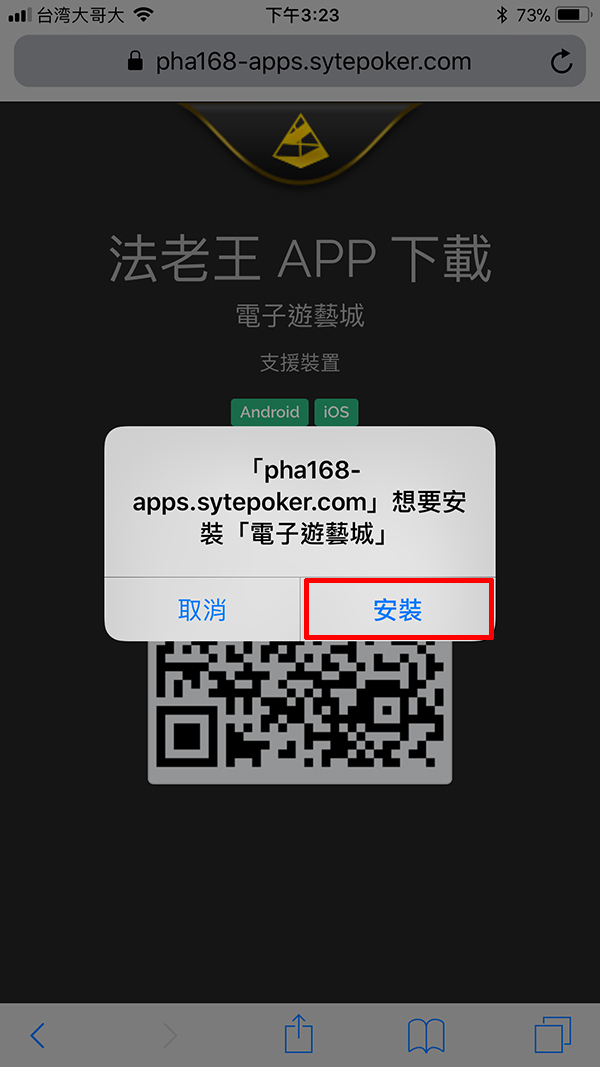 台湾大哥大 下午3:23 73%
pha168-apps.sytepoker.com
法老王 APP 下載
電子遊藝城
支援裝置
Android iOS
「pha168-
apps.sytepoker.com」想要安
裝「電子遊藝城」
取消 安裝